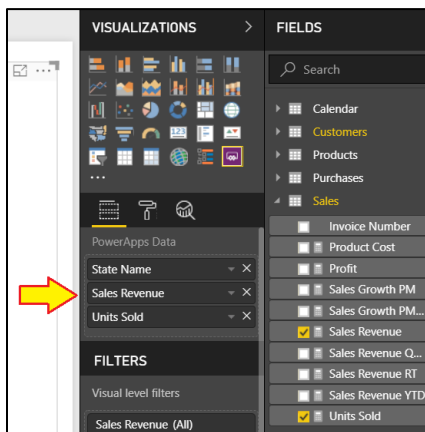 VISUALIZATIONS
FIELDS
Search
123
Calendar
Customers
Products
Purchases
Sales
Invoice Number
Product Cost
Profit
Sales Growth PM
Sales Growth PM...
Sales Revenue
Sales Revenue Q...
Sales Revenue RT
Sales Revenue YTD
Units Sold
PowerApps Data
State Name
Sales Revenue
Units Sold
FILTERS
Visual level filters
Sales Revenue (All)